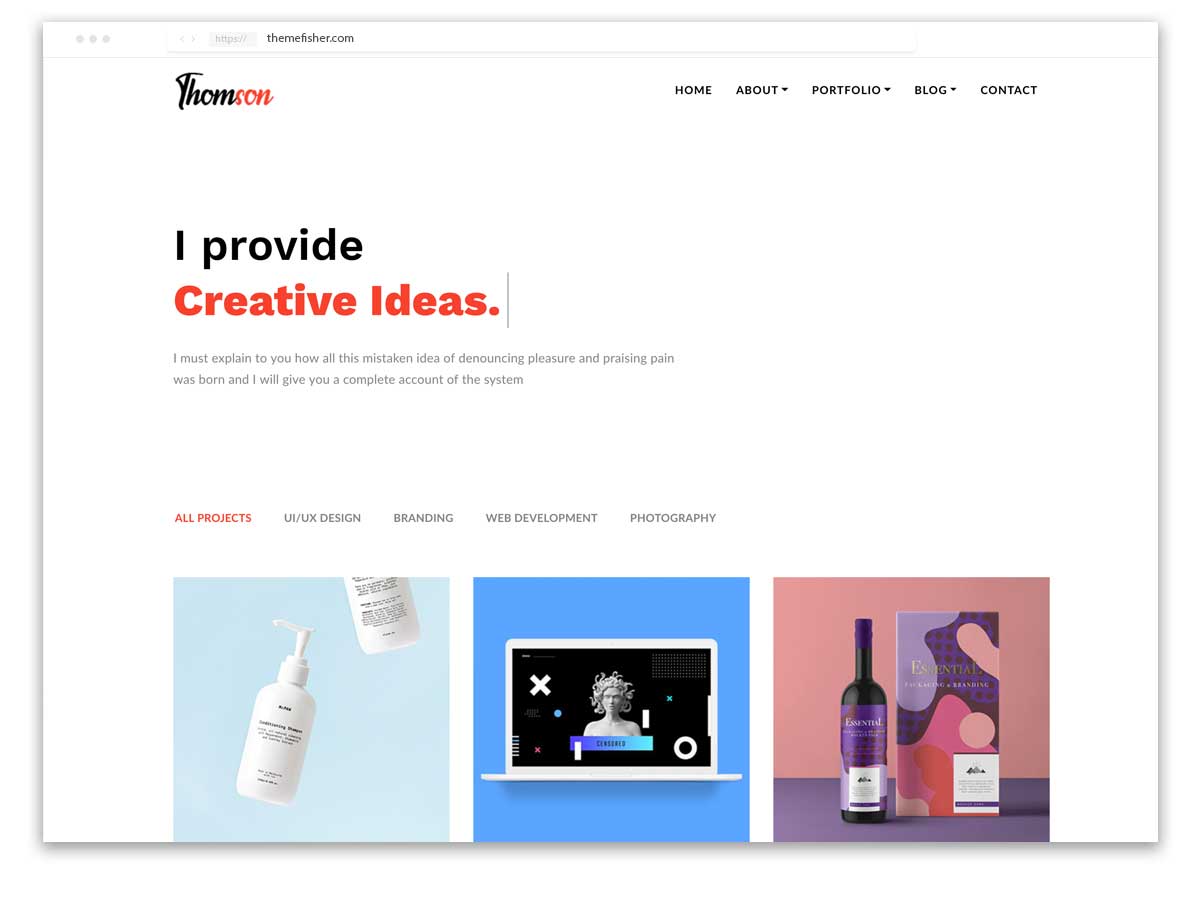 https://
themefisher.com
Thomson
HOME ABOUT PORTFOLIO BLOG CONTACT
I provide
Creative Ideas.
I must explain to you how all this mistaken idea of denouncing pleasure and praising pain
was born and I will give you a complete account of the system
ALL PROJECTS UI/UX DESIGN BRANDING WEB DEVELOPMENT PHOTOGRAPHY
Conditioning Shampoo
CENSORED
ESSENTIAL
PACKAGING & BRANDING
ESSENTIAL